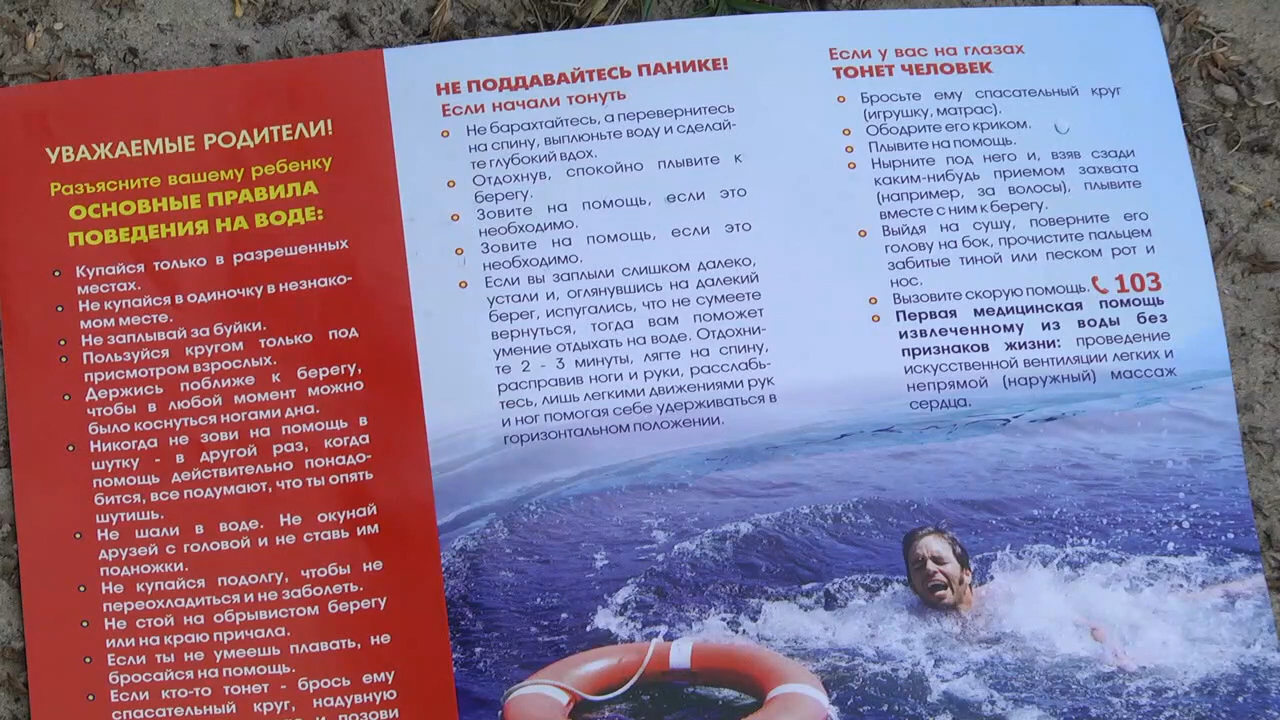 УВАЖАЕМЫЕ РОДИТЕЛИ!
Разъясните вашему ребенку
ОСНОВНЫЕ ПРАВИЛА
ПОВЕДЕНИЯ НА ВОДЕ:
Купайся только в разрешенных
местах.
Не купайся в одиночку в незнако-
мом месте.
Не заплывай за буйки.
Пользуйся кругом только под
присмотром взрослых.
Держись поближе к берегу,
чтобы в любой момент можно
было коснуться ногами дна.
Никогда не зови на помощь в
шутку - в другой раз, когда
помощь действительно понадо-
бится, все подумают, что ты опять
шутишь.
Не шали в воде. Не окунай
друзей с головой и не ставь им
подножки.
Не купайся подолгу, чтобы не
переохладиться и не заболеть.
Не стой на обрывистом берегу
или на краю причала.
Если ты не умеешь плавать, не
бросайся на помощь.
Если кто-то тонет - брось ему
спасательный круг, надувную
и позови
НЕ ПОДДАВАЙТЕСЬ ПАНИКЕ!
Если начали тонуть
Не барахтайтесь, а перевернитесь
на спину, выплюньте воду и сделай-
те глубокий вдох.
Отдохнув, спокойно плывите к
берегу.
Зовите на помощь, если это
необходимо.
Зовите на помощь, если это
необходимо.
Если вы заплыли слишком далеко,
устали и, оглянувшись на далекий
берег, испугались, что не сумеете
вернуться, тогда вам поможет
умение отдыхать на воде. Отдохни-
те 2 - 3 минуты, лягте на спину,
расправив ноги и руки, расслабь-
тесь, лишь легкими движениями рук
и ног помогая себе удерживаться в
горизонтальном положении.
Если у вас на глазах
ТОНЕТ ЧЕЛОВЕК
Бросьте ему спасательный круг
(игрушку, матрас).
Ободрите его криком.
Плывите на помощь.
Нырните под него и, взяв сзади
каким-нибудь приемом захвата
(например, за волосы), плывите
вместе с ним к берегу.
Выйдя на сушу, поверните его
голову на бок, прочистите пальцем
забитые тиной или песком рот и
нос.
Вызовите скорую помощь. 103
Первая медицинская помощь
извлеченному из воды без
признаков жизни: проведение
искусственной вентиляции легких и
непрямой (наружный) массаж
сердца.